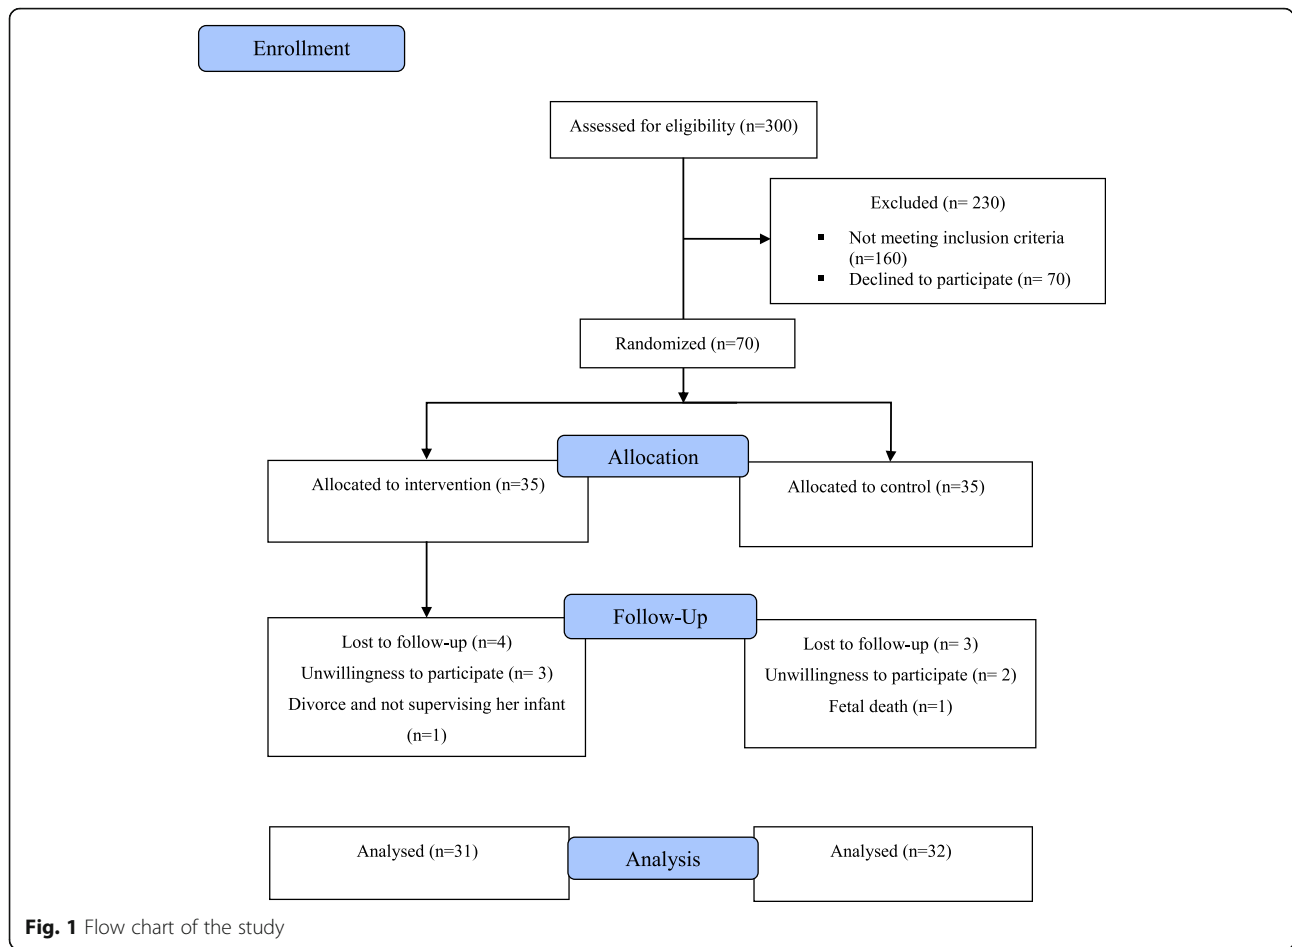 Enrollment
Assessed for eligibility (n=300)
Excluded (n= 230)
▪ Not meeting inclusion criteria
(n=160)
▪ Declined to participate (n= 70)
Randomized (n=70)
Allocation
Allocated to intervention (n=35)
Allocated to control (n=35)
Follow-Up
Lost to follow-up (n=4)
Unwillingness to participate (n= 3)
Divorce and not supervising her infant
(n=1)
Lost to follow-up (n= 3)
Unwillingness to participate (n= 2)
Fetal death (n=1)
Analysis
Analysed (n=31)
Analysed (n=32)
Fig. 1 Flow chart of the study